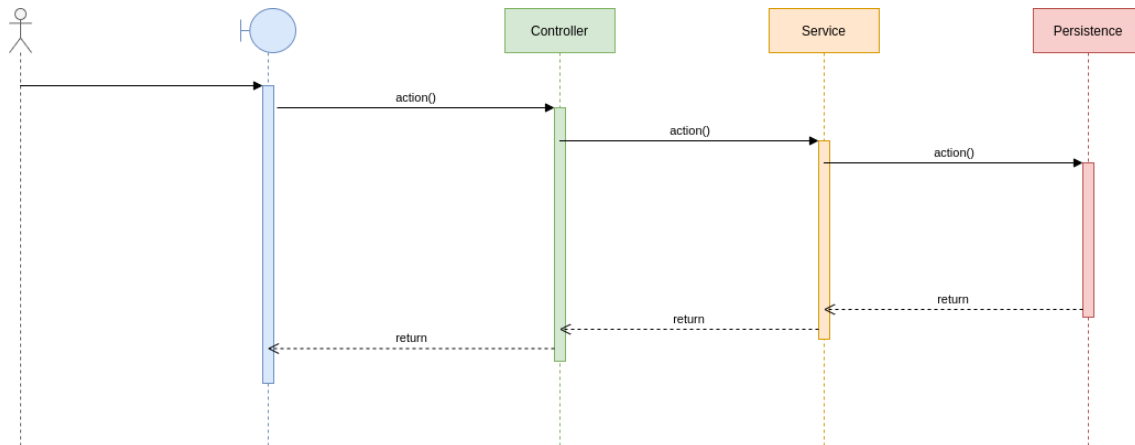 Controller
Service
Persistence
action()
action()
action()
return
return
return